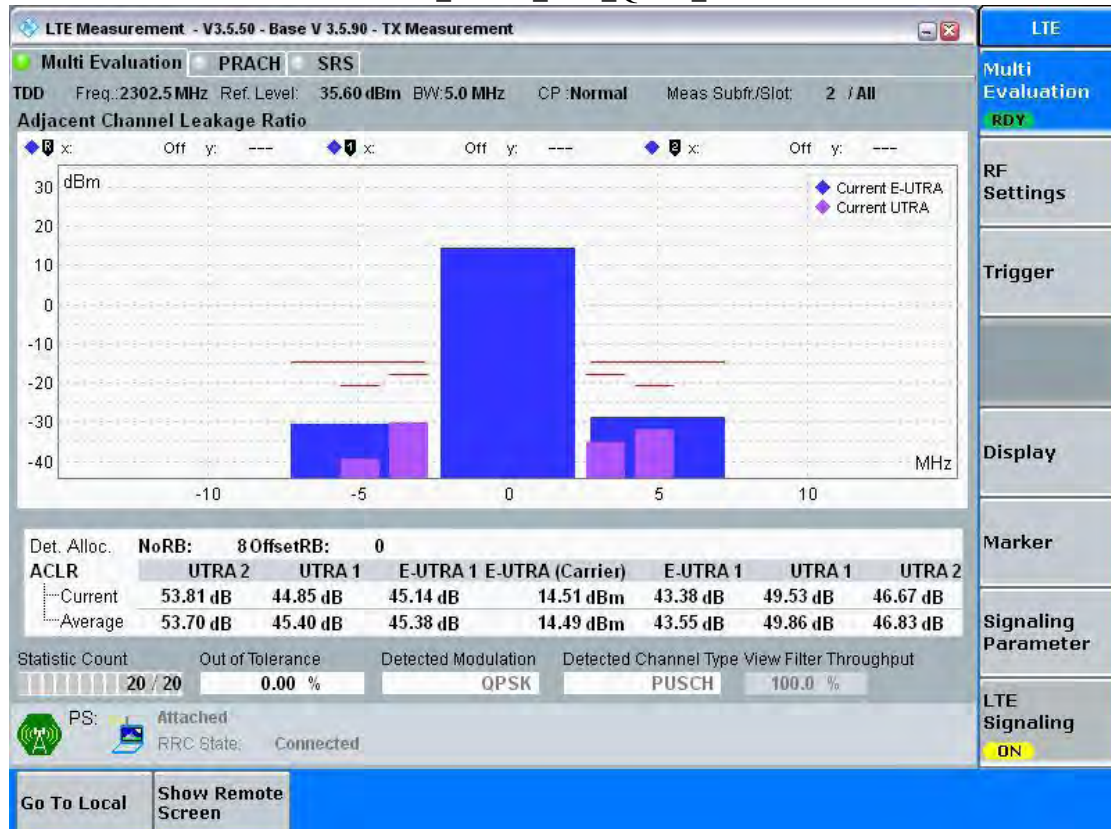 LTE Measurement - V3.5.50 - Base V 3.5.90 - TX Measurement
LTE
Multi Evaluation PRACH SRS
Multi Evaluation
RDY
TDD Freq.:2302.5 MHz Ref. Level: 35.60 dBm BW:5.0 MHz CP :Normal Meas Subfr./Slot: 2 / All
Adjacent Channel Leakage Ratio
R x: Off y: --- 1 x: Off y: --- 2 x: Off y: ---
dBm
Current E-UTRA
Current UTRA
30
20
10
0
-10
-20
-30
-40
MHz
-10 -5 0 5 10
RF Settings
Trigger
Display
Marker
Signaling Parameter
LTE Signaling
ON
Det. Alloc. NoRB: 8 OffsetRB: 0
ACLR UTRA 2 UTRA 1 E-UTRA 1 E-UTRA (Carrier) E-UTRA 1 UTRA 1 UTRA 2
Current 53.81 dB 44.85 dB 45.14 dB 14.51 dBm 43.38 dB 49.53 dB 46.67 dB
Average 53.70 dB 45.40 dB 45.38 dB 14.49 dBm 43.55 dB 49.86 dB 46.83 dB
Statistic Count Out of Tolerance Detected Modulation Detected Channel Type View Filter Throughput
20 / 20 0.00 % QPSK PUSCH 100.0 %
PS: Attached
RRC State: Connected
Go To Local Show Remote Screen